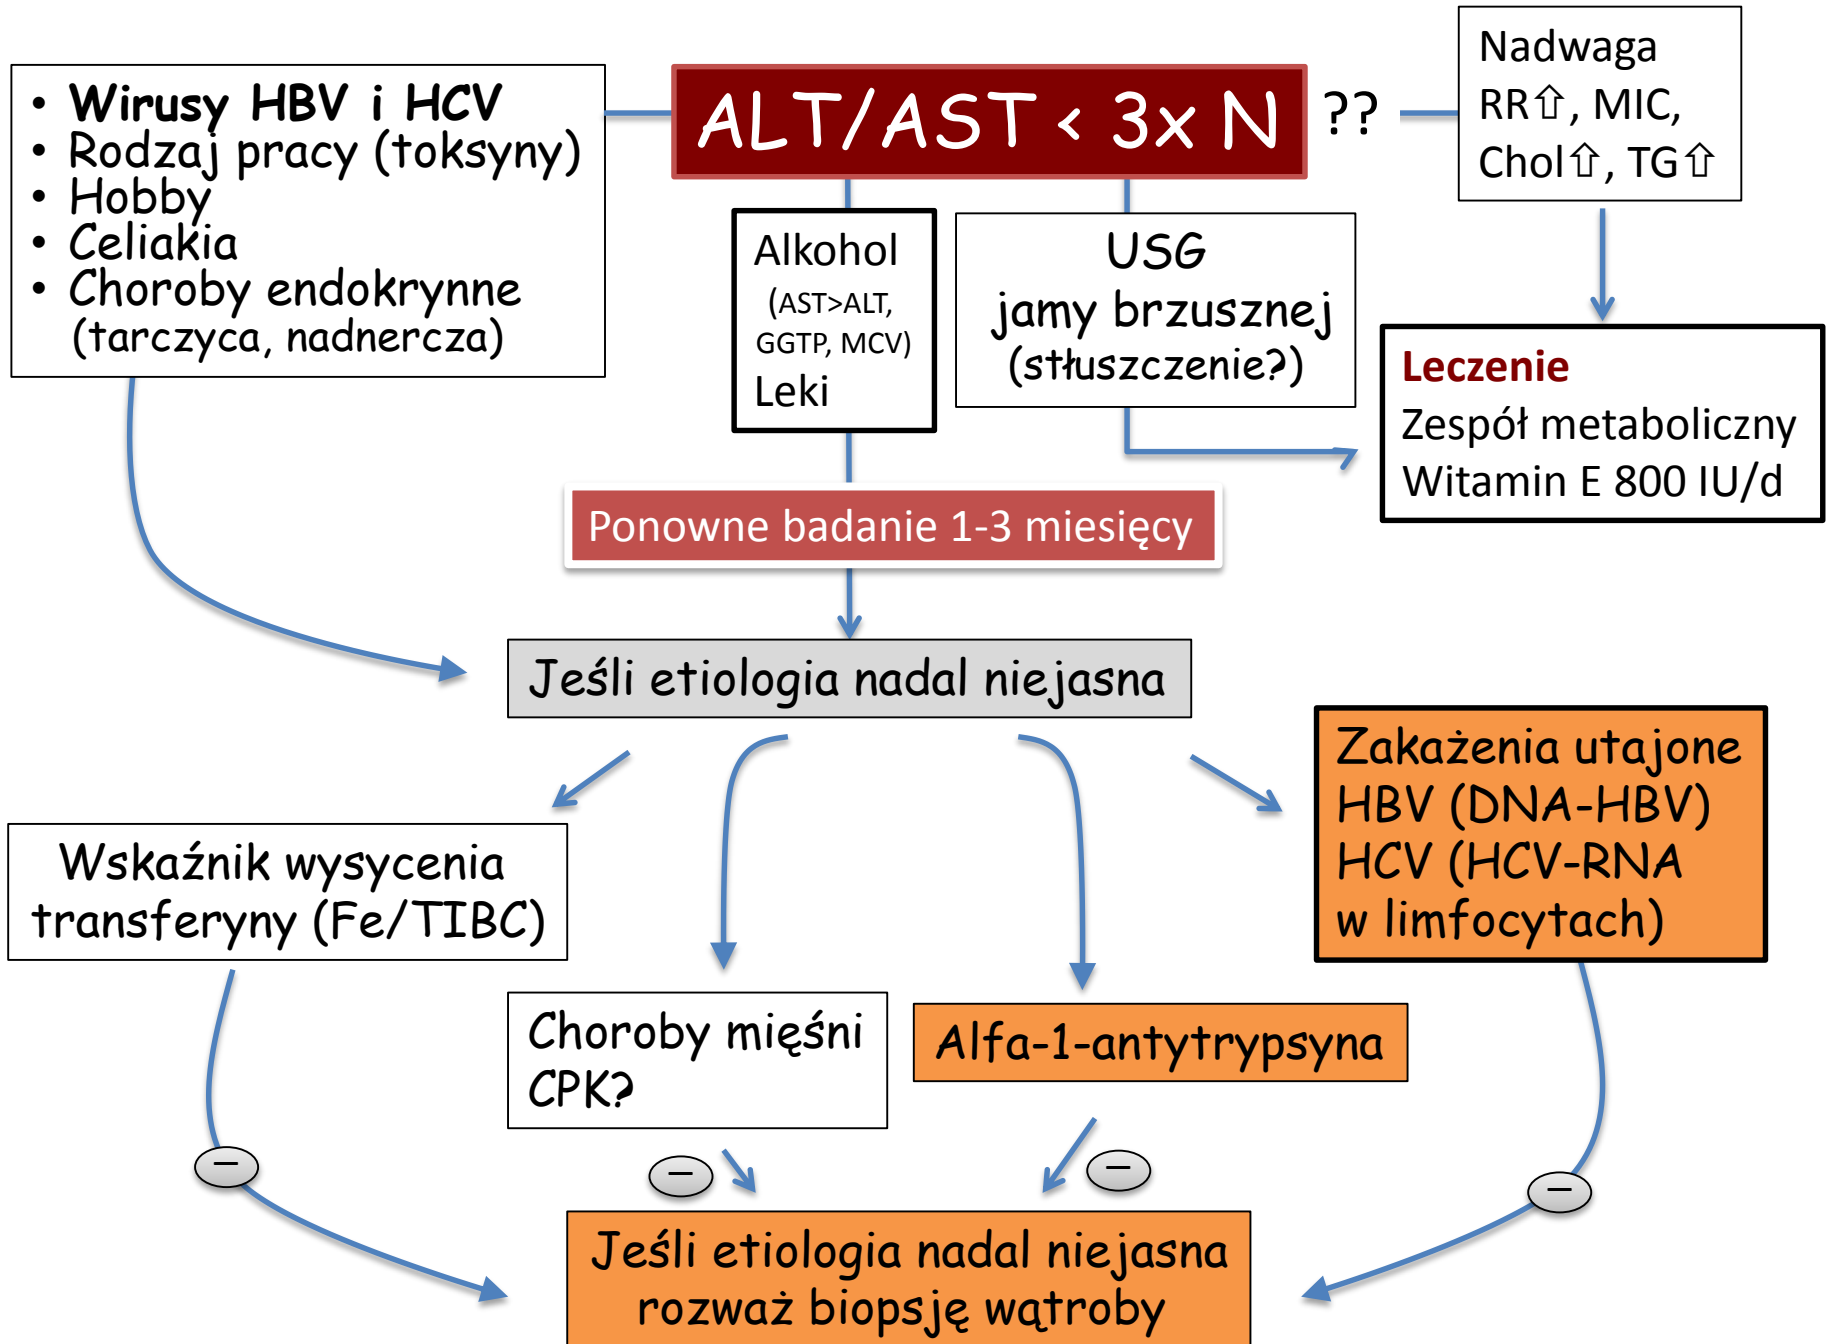 • Wirusy HBV i HCV
• Rodzaj pracy (toksyny)
• Hobby
• Celiakia
• Choroby endokrynne
(tarczyca, nadnercza)
ALT/AST < 3x N
??
Nadwaga
RR⇧, MIC,
Chol⇧, TG⇧
Alkohol
(AST>ALT,
GGTP, MCV)
Leki
USG
jamy brzusznej
(stłuszczenie?)
Leczenie
Zespół metaboliczny
Witamin E 800 IU/d
Ponowne badanie 1-3 miesięcy
Jeśli etiologia nadal niejasna
Wskaźnik wysycenia
transferyny (Fe/TIBC)
Choroby mięśni
CPK?
Alfa-1-antytrypsyna
Zakażenia utajone
HBV (DNA-HBV)
HCV (HCV-RNA
w limfocytach)
–
–
–
–
Jeśli etiologia nadal niejasna
rozważ biopsję wątroby